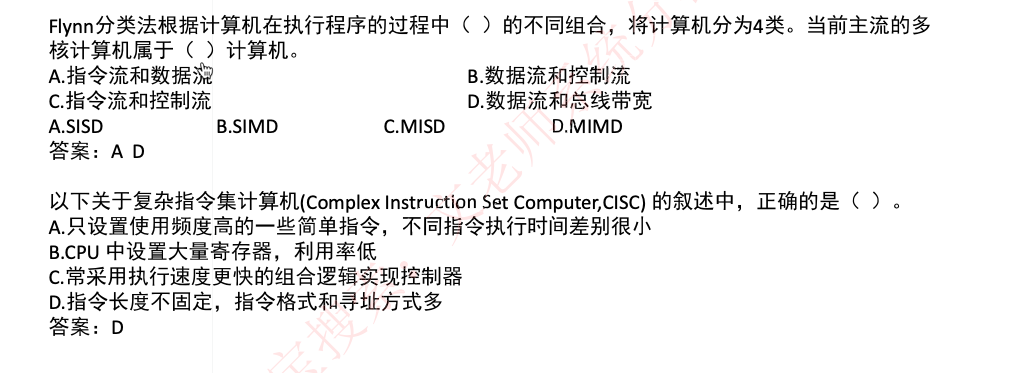 Flynn分类法根据计算机在执行程序的过程中（ ）的不同组合，将计算机分为4类。当前主流的多
核计算机属于（ ）计算机。
A.指令流和数据流 B.数据流和控制流
C.指令流和控制流 D.数据流和总线带宽
A.SISD B.SIMD C.MISD D.MIMD
答案：A D
以下关于复杂指令集计算机(Complex Instruction Set Computer,CISC) 的叙述中，正确的是（ ）。
A.只设置使用频度高的一些简单指令，不同指令执行时间差别很小
B.CPU 中设置大量寄存器，利用率低
C.常采用执行速度更快的组合逻辑实现控制器
D.指令长度不固定，指令格式和寻址方式多
答案：D